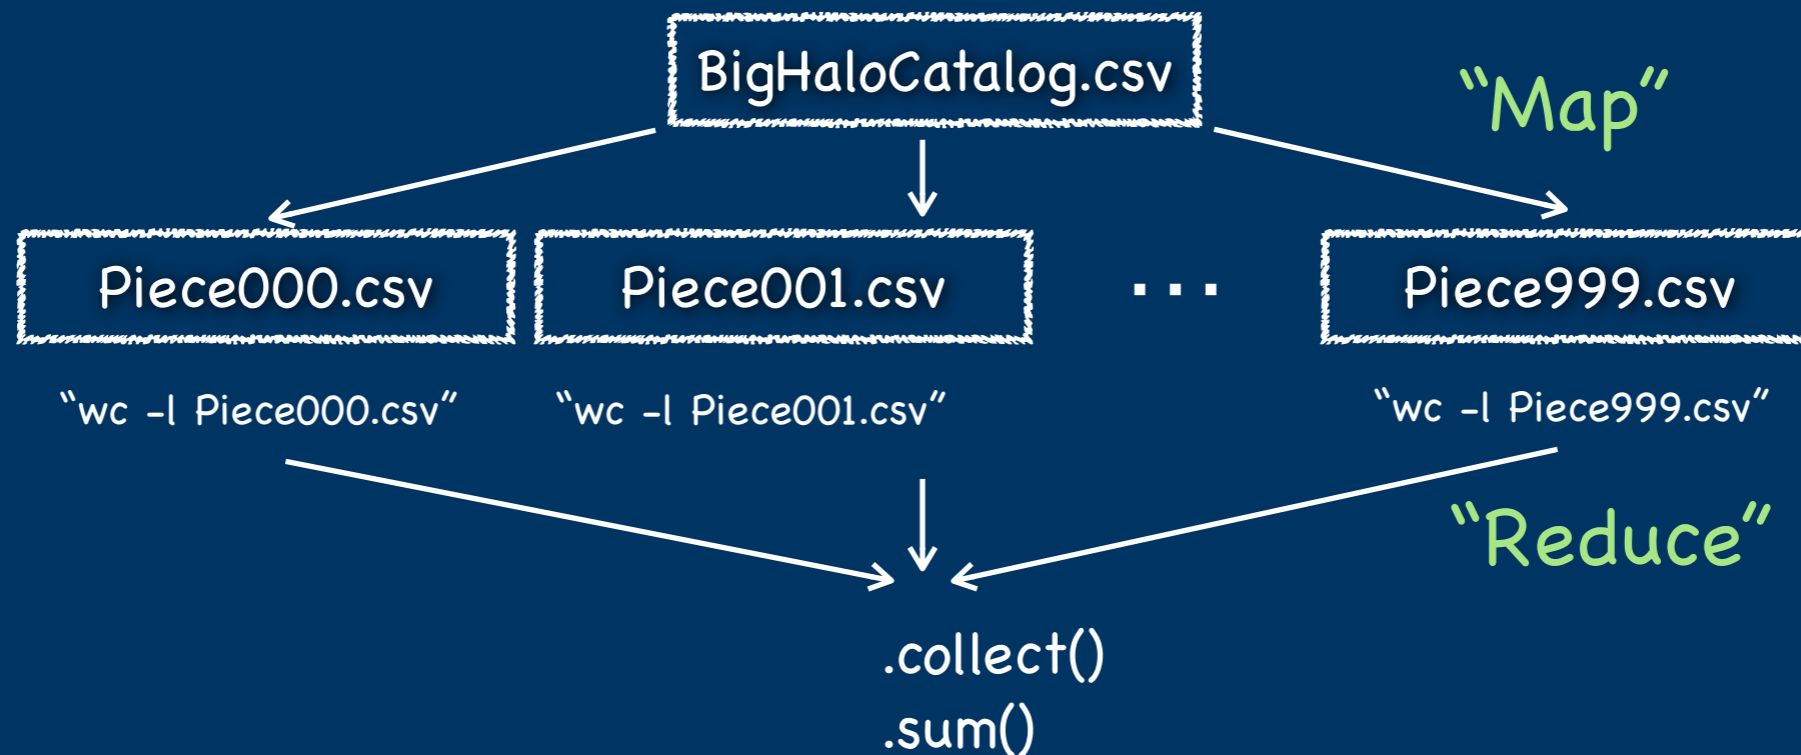 BigHaloCatalog.csv
“Map”
Piece000.csv
Piece001.csv
...
Piece999.csv
“wc -l Piece000.csv”
“wc -l Piece001.csv”
“wc -l Piece999.csv”
“Reduce”
.collect()
.sum()